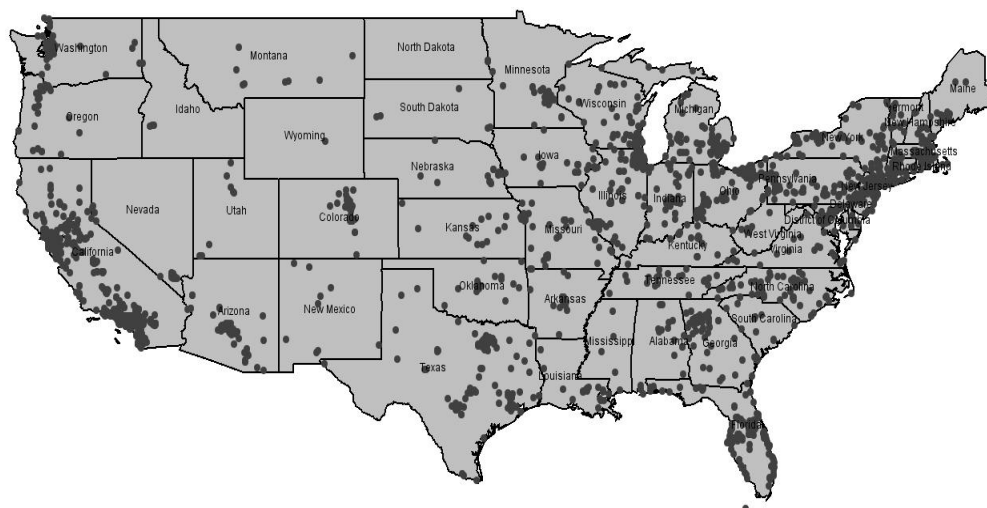 Washington
Montana
North Dakota
Minnesota
Maine
Vermont
New Hampshire
Oregon
Idaho
South Dakota
Wisconsin
Michigan
New York
Wyoming
Massachusetts
Rhode Island
Nebraska
Iowa
Pennsylvania
New Jersey
Nevada
Utah
Colorado
Illinois
Indiana
Ohio
Delaware
District of Columbia
California
Kansas
Missouri
Kentucky
West Virginia
Virginia
Arizona
New Mexico
Oklahoma
Arkansas
Tennessee
North Carolina
South Carolina
Texas
Louisiana
Mississippi
Alabama
Georgia
Florida